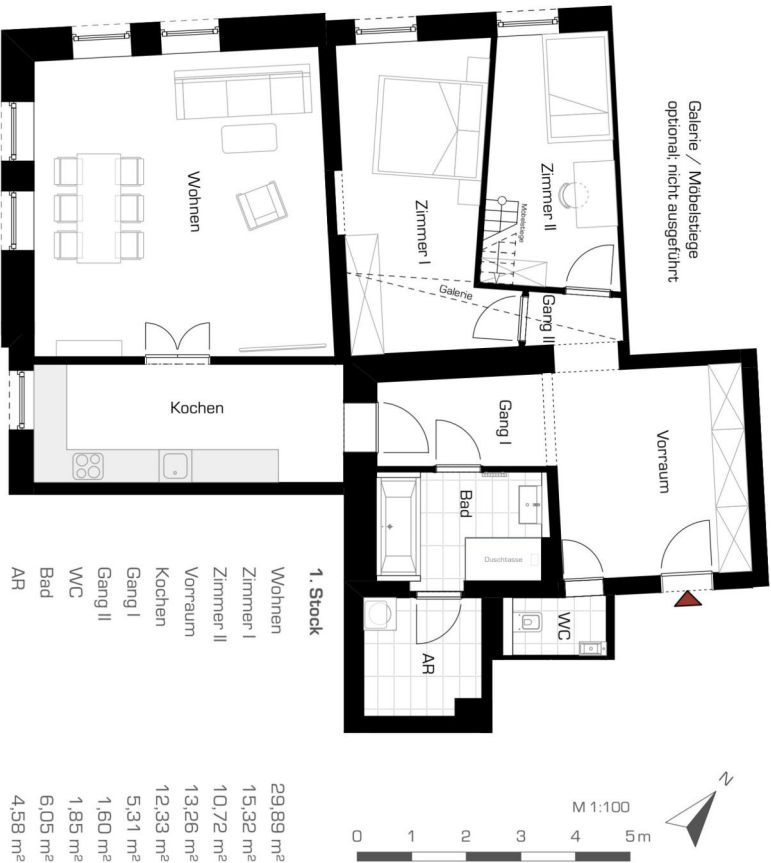 Galerie / Möbelstiege
optional; nicht ausgeführt
Wohnen
Zimmer I
Zimmer II
Möbelstiege
Galerie
Gang II
Kochen
Gang I
Vorraum
Bad
Duschtasse
WC
AR
1. Stock
Wohnen 29,89 m²
Zimmer I 15,32 m²
Zimmer II 10,72 m²
Vorraum 13,26 m²
Kochen 12,33 m²
Gang I 5,31 m²
Gang II 1,60 m²
WC 1,85 m²
Bad 6,05 m²
AR 4,58 m²
N
M 1:100
0 1 2 3 4 5 m